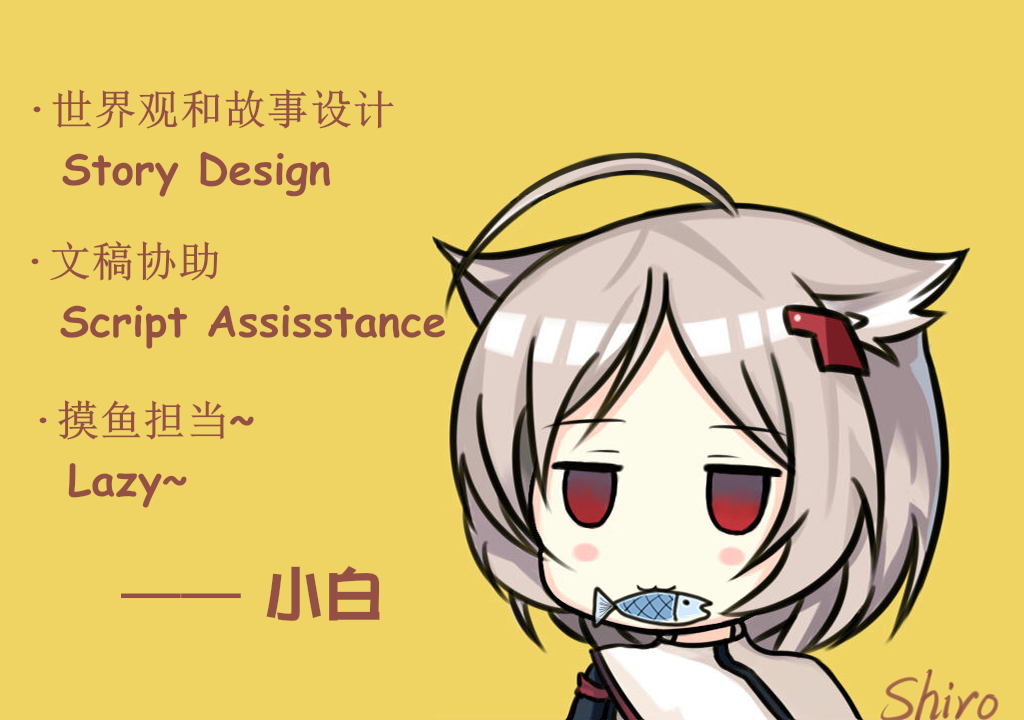 ·世界观和故事设计
Story Design
·文稿协助
Script Assisstance
·摸鱼担当~
Lazy~
—— 小白
Shiro